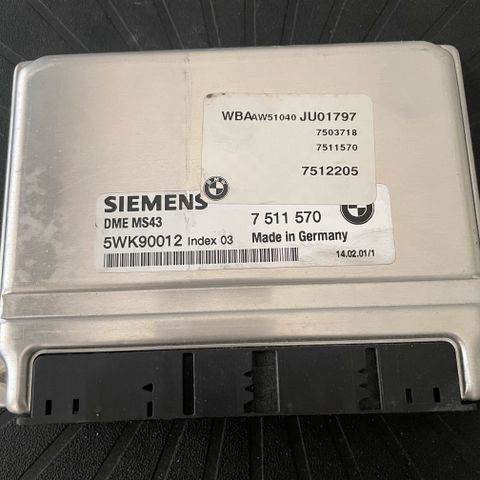 WBAAW51040 JU01797
7503718
7511570
7512205
SIEMENS
DME MS43
7 511 570
5WK90012 Index 03 Made in Germany
14.02.01/1